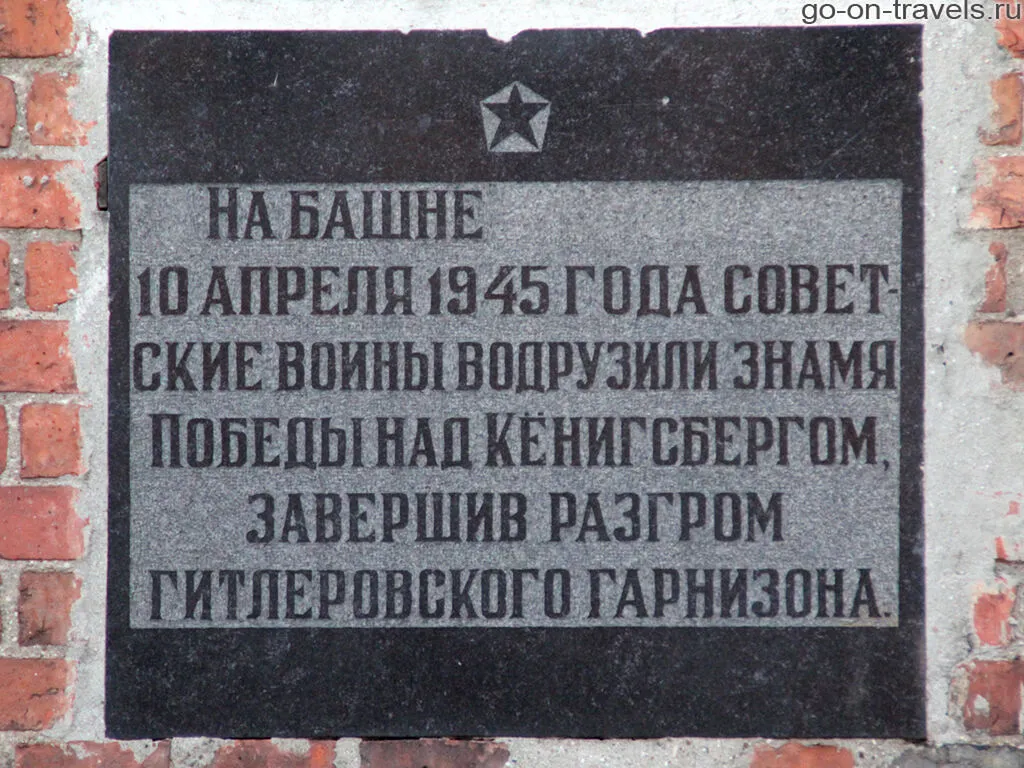 go-on-travels.ru
НА БАШНЕ
10 АПРЕЛЯ 1945 ГОДА СОВЕТ-
СКИЕ ВОИНЫ ВОДРУЗИЛИ ЗНАМЯ
ПОБЕДЫ НАД КЁНИГСБЕРГОМ,
ЗАВЕРШИВ РАЗГРОМ
ГИТЛЕРОВСКОГО ГАРНИЗОНА.